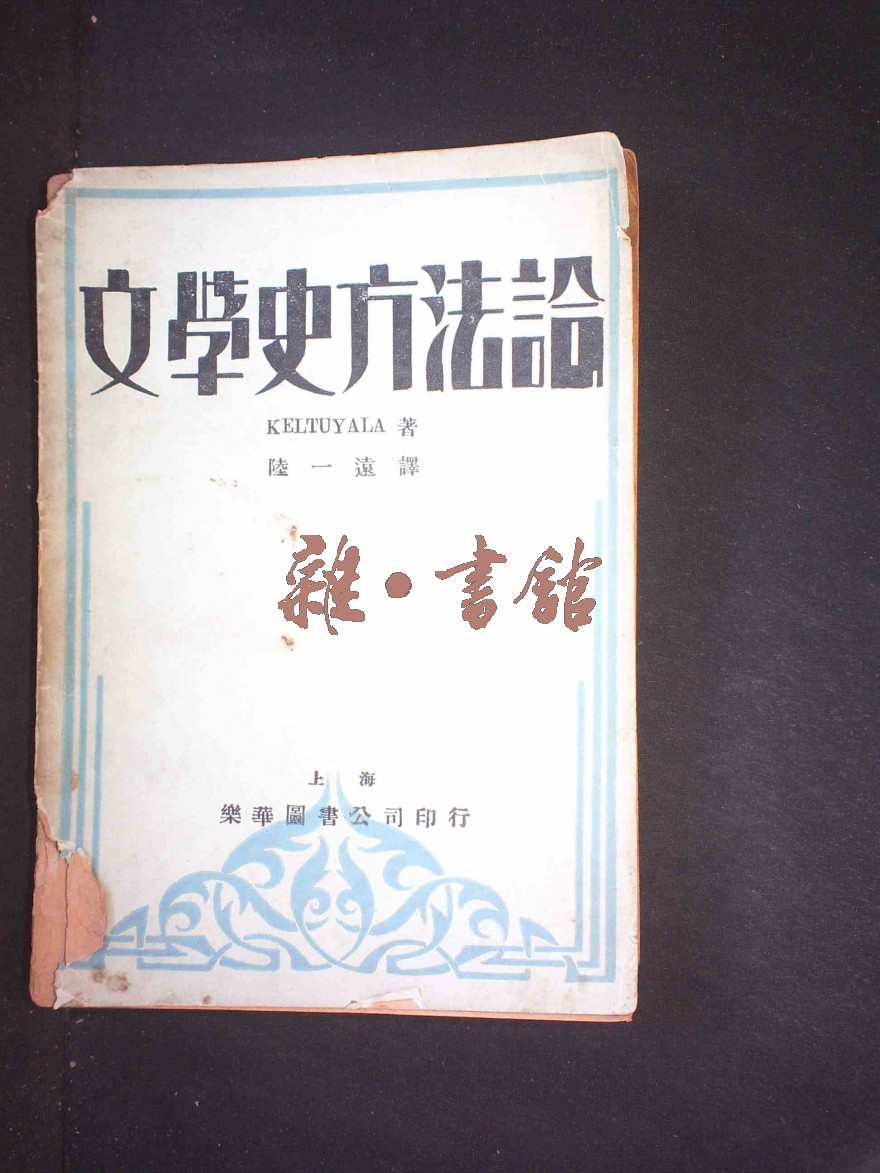 文學史方法論
KELTUYALA 著
陸一遠譯
雜·書館
上海
樂華圖書公司印行